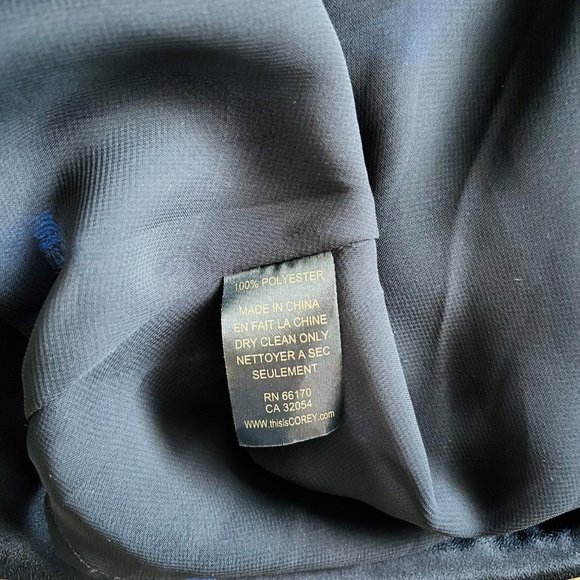 100% POLYESTER
MADE IN CHINA
EN FAIT LA CHINE
DRY CLEAN ONLY
NETTOYER A SEC
SEULEMENT
RN 66170
CA 32054
www.thisisCOREY.com